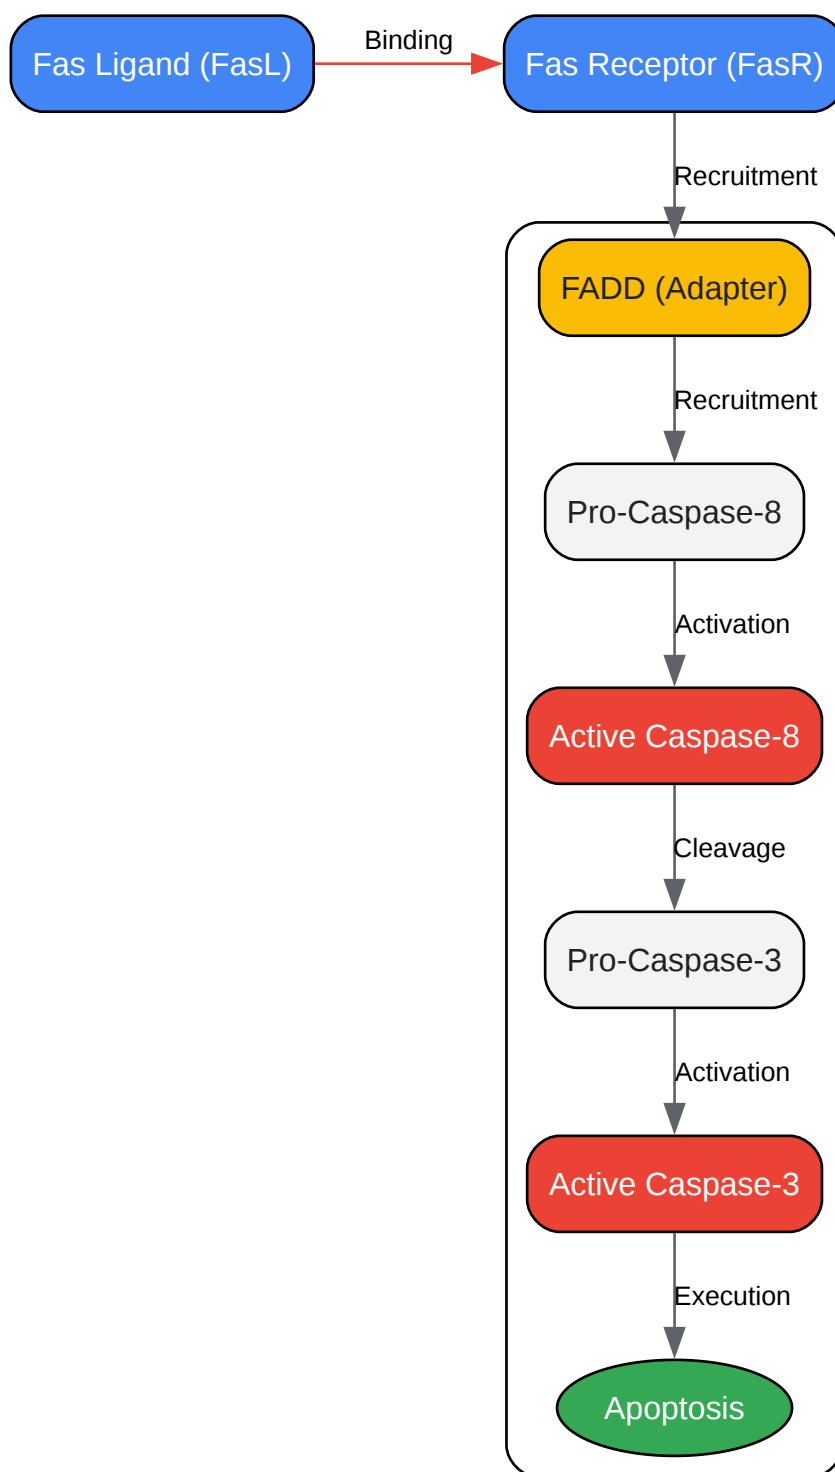 Fas Ligand (FasL)
Binding
Fas Receptor (FasR)
Recruitment
FADD (Adapter)
Recruitment
Pro-Caspase-8
Activation
Active Caspase-8
Cleavage
Pro-Caspase-3
Activation
Active Caspase-3
Execution
Apoptosis